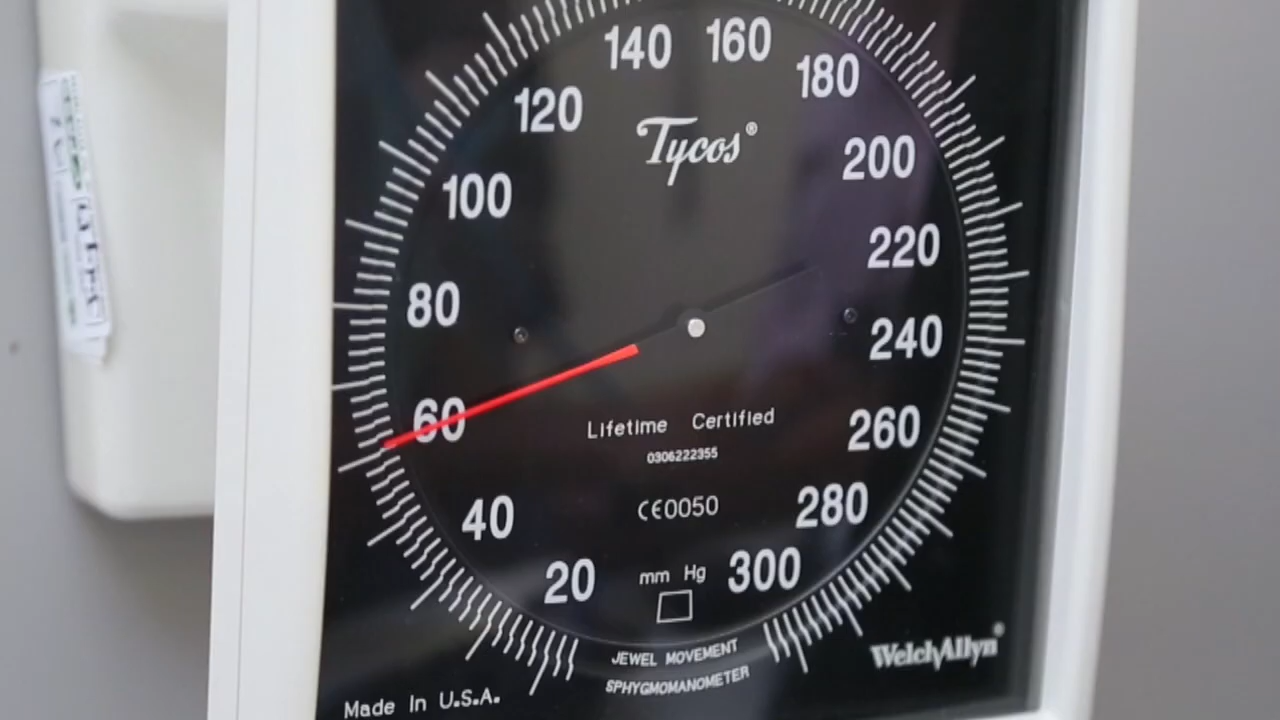 140 160
120 180
Tycos®
100 200
80 220
60 240
Lifetime Certified
0306222355
260
40 CE0050 280
20 mm Hg 300
JEWEL MOVEMENT
SPHYGMOMANOMETER
WelchAllyn®
Made In U.S.A.